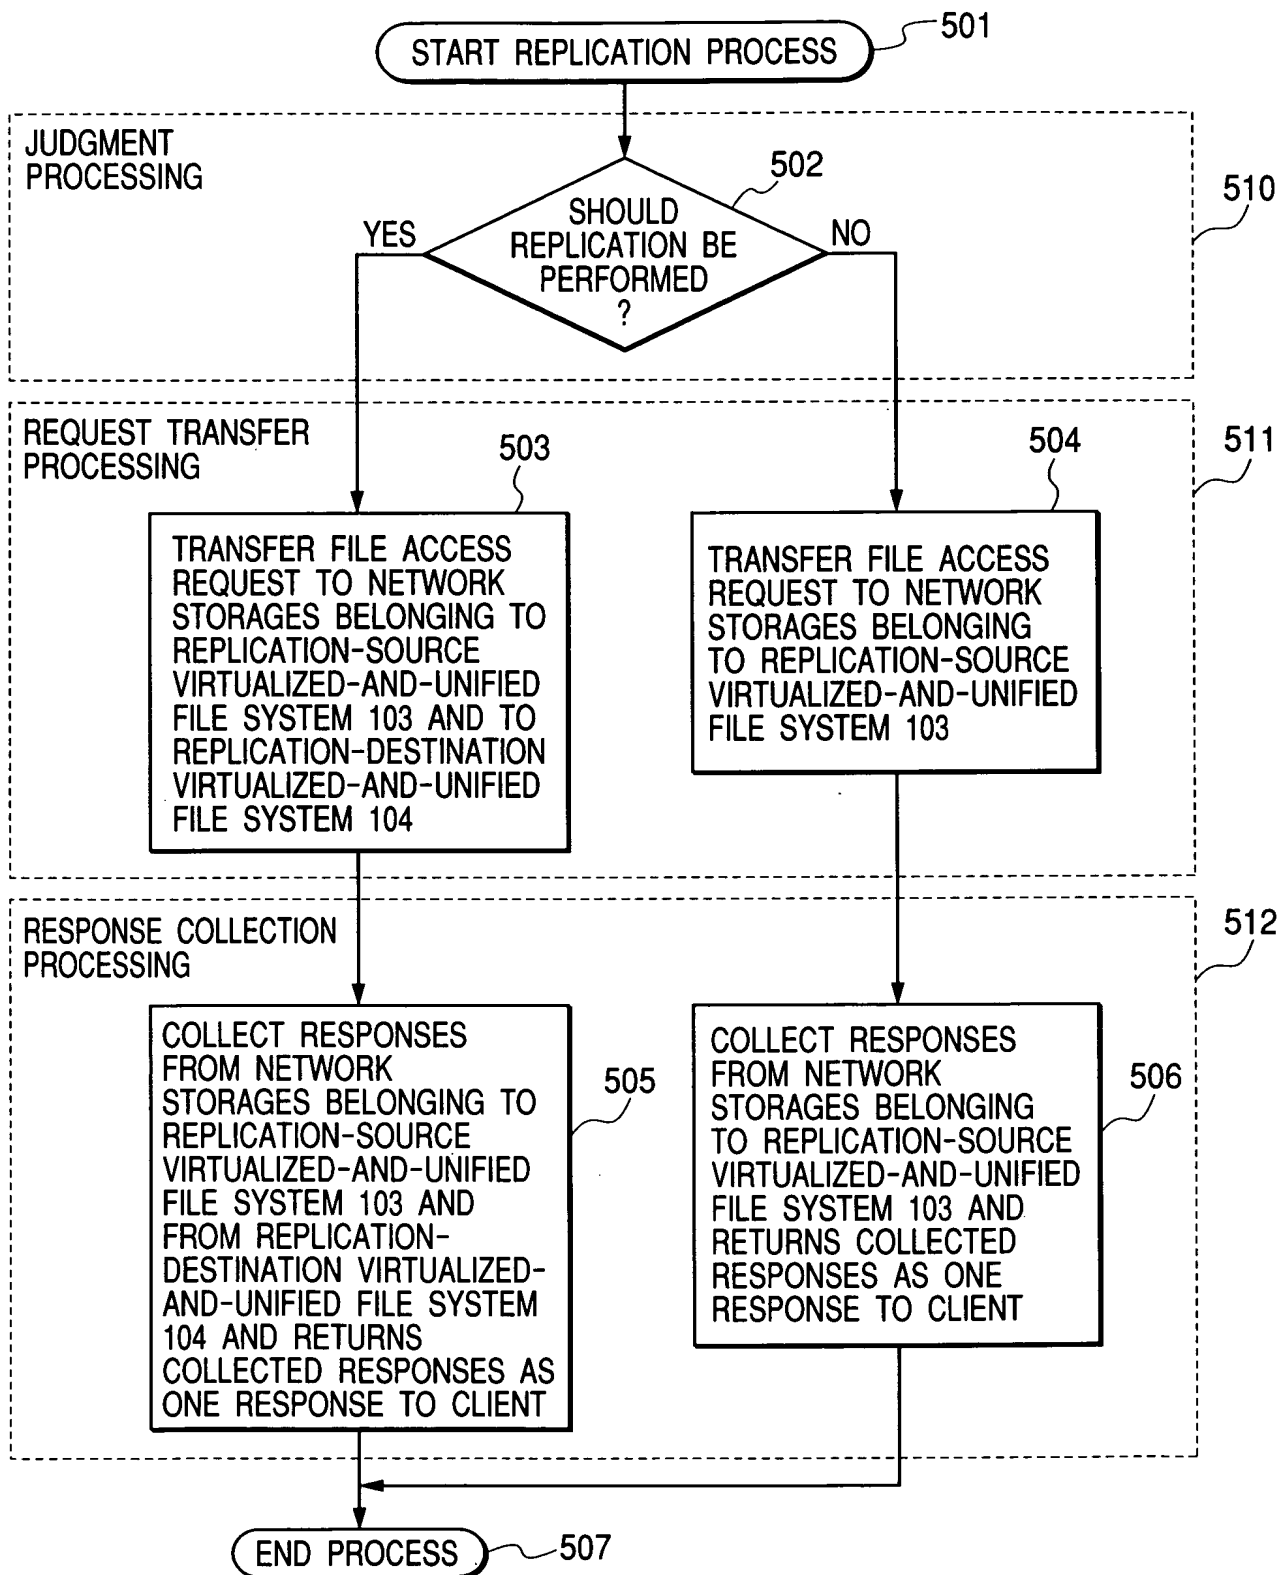 START REPLICATION PROCESS
501
JUDGMENT
PROCESSING
502
510
SHOULD
REPLICATION BE
PERFORMED
?
YES
NO
REQUEST TRANSFER
PROCESSING
503
504
511
TRANSFER FILE ACCESS
REQUEST TO NETWORK
STORAGES BELONGING TO
REPLICATION-SOURCE
VIRTUALIZED-AND-UNIFIED
FILE SYSTEM 103 AND TO
REPLICATION-DESTINATION
VIRTUALIZED-AND-UNIFIED
FILE SYSTEM 104
TRANSFER FILE ACCESS
REQUEST TO NETWORK
STORAGES BELONGING
TO REPLICATION-SOURCE
VIRTUALIZED-AND-UNIFIED
FILE SYSTEM 103
RESPONSE COLLECTION
PROCESSING
512
COLLECT RESPONSES
FROM NETWORK
STORAGES BELONGING TO
REPLICATION-SOURCE
VIRTUALIZED-AND-UNIFIED
FILE SYSTEM 103 AND
FROM REPLICATION-
DESTINATION VIRTUALIZED-
AND-UNIFIED FILE SYSTEM
104 AND RETURNS
COLLECTED RESPONSES AS
ONE RESPONSE TO CLIENT
505
COLLECT RESPONSES
FROM NETWORK
STORAGES BELONGING
TO REPLICATION-SOURCE
VIRTUALIZED-AND-UNIFIED
FILE SYSTEM 103 AND
RETURNS COLLECTED
RESPONSES AS ONE
RESPONSE TO CLIENT
506
END PROCESS
507